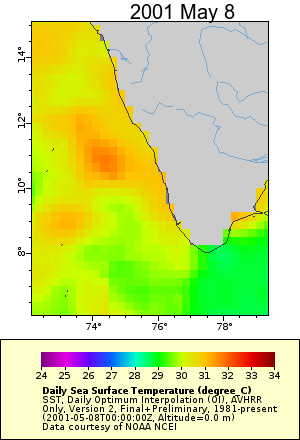 2001 May 8
14°
12°
10°
8°
74° 76° 78°
24 25 26 27 28 29 30 31 32 33 34
Daily Sea Surface Temperature (degree_C)
SST, Daily Optimum Interpolation (OI), AVHRR
Only, Version 2, Final+Preliminary, 1981-present
(2001-05-08T00:00:00Z, Altitude=0.0 m)
Data courtesy of NOAA NCEI